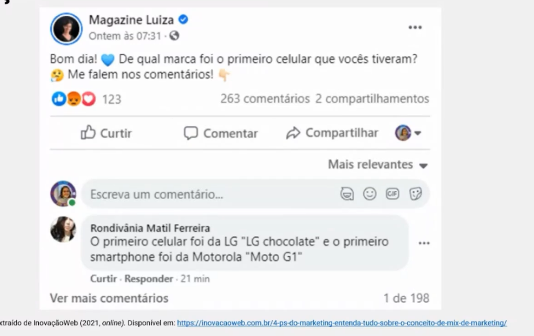 Magazine Luiza
Ontem às 07:31 ·
Bom dia! 💙 De qual marca foi o primeiro celular que vocês tiveram?
🤔 Me falem nos comentários! 👇🏻
123
263 comentários 2 compartilhamentos
Curtir
Comentar
Compartilhar
Mais relevantes
Escreva um comentário...
GIF
Rondivânia Matil Ferreira
O primeiro celular foi da LG "LG chocolate" e o primeiro
smartphone foi da Motorola "Moto G1"
Curtir · Responder · 21 min
Ver mais comentários
1 de 198
xtraído de InovaçãoWeb (2021, online). Disponível em: https://inovacaoweb.com.br/4-ps-do-marketing-entenda-tudo-sobre-o-conceito-de-mix-de-marketing/